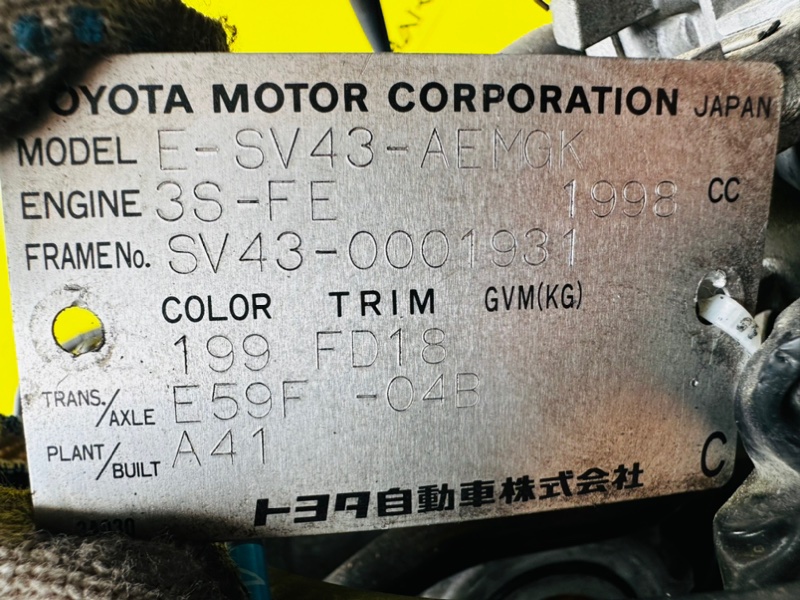 TOYOTA MOTOR CORPORATION JAPAN
MODEL E-SV43-AEMGK
ENGINE 3S-FE 1998 CC
FRAME No. SV43-0001931
COLOR TRIM GVM(KG)
199 FD18
TRANS./AXLE E59F -04B
PLANT/BUILT A41
C
トヨタ自動車株式会社